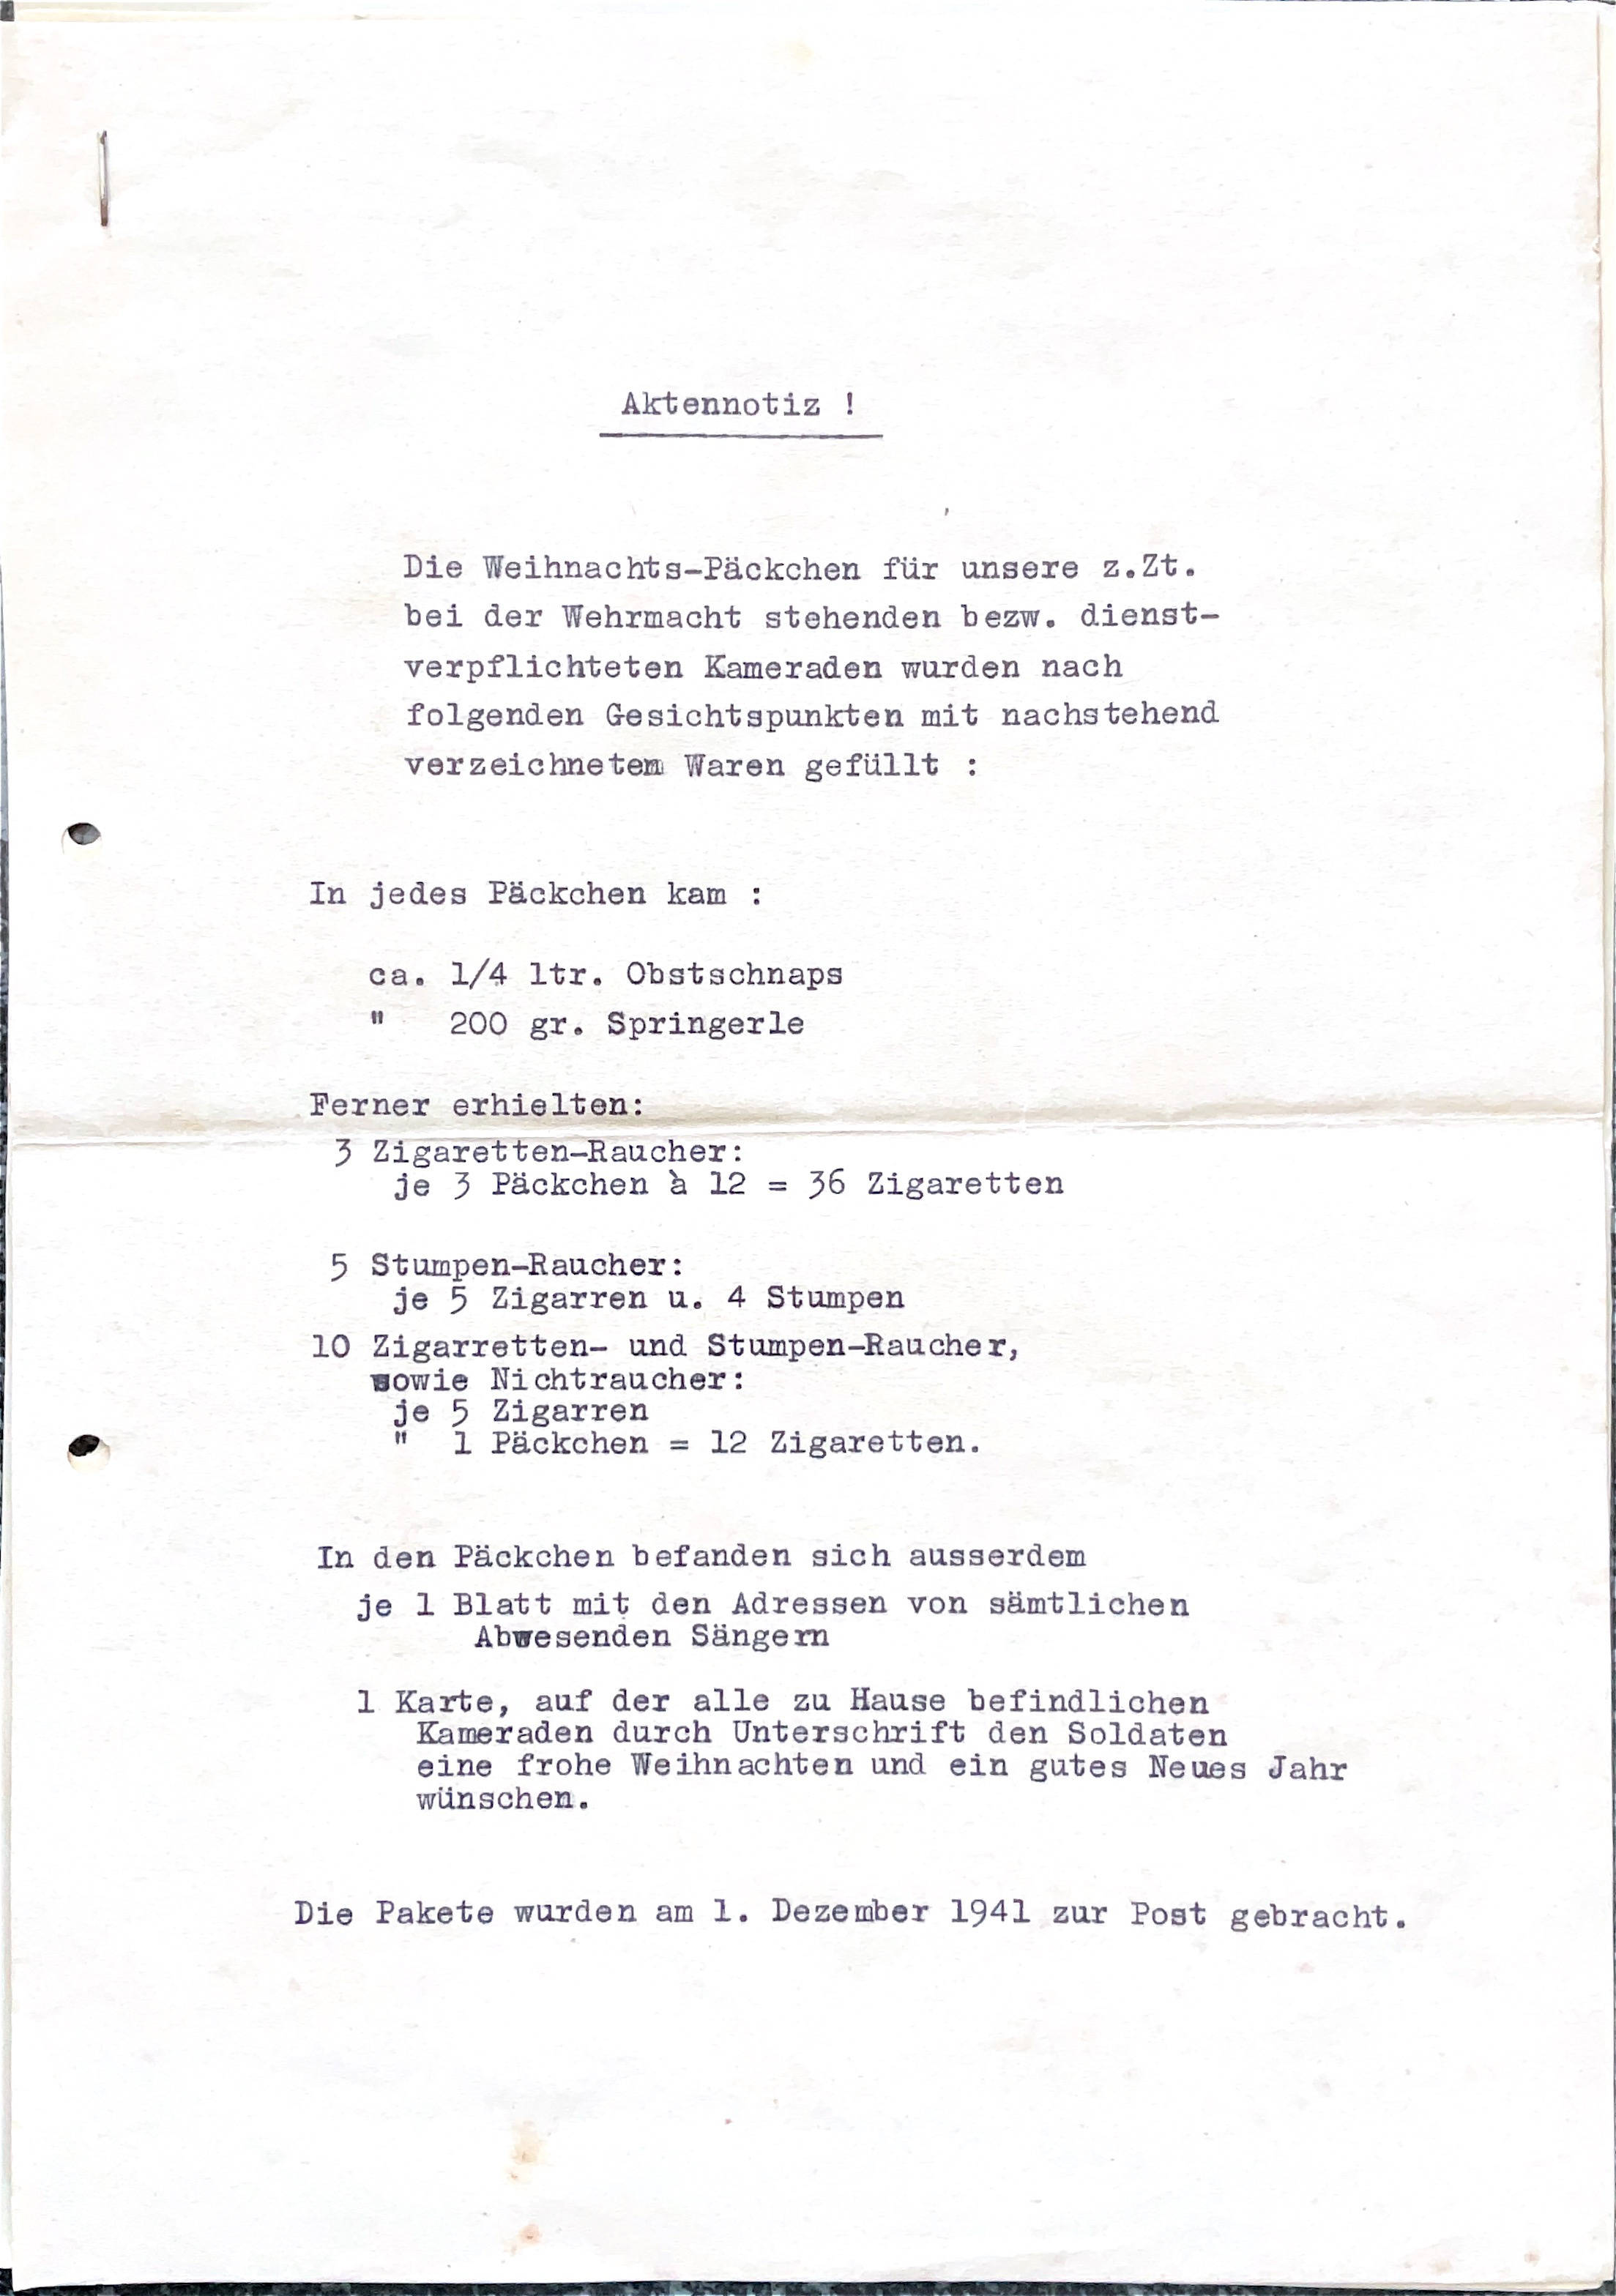 Aktennotiz !
Die Weihnachts-Päckchen für unsere z.Zt.
bei der Wehrmacht stehenden bezw. dienst-
verpflichteten Kameraden wurden nach
folgenden Gesichtspunkten mit nachstehend
verzeichneten Waren gefüllt :
In jedes Päckchen kam :
ca. 1/4 ltr. Obstschnaps
" 200 gr. Springerle
Ferner erhielten:
3 Zigaretten-Raucher:
je 3 Päckchen à 12 = 36 Zigaretten
5 Stumpen-Raucher:
je 5 Zigarren u. 4 Stumpen
10 Zigarretten- und Stumpen-Raucher,
sowie Nichtraucher:
je 5 Zigarren
" 1 Päckchen = 12 Zigaretten.
In den Päckchen befanden sich ausserdem
je 1 Blatt mit den Adressen von sämtlichen
Abwesenden Sängern
1 Karte, auf der alle zu Hause befindlichen
Kameraden durch Unterschrift den Soldaten
eine frohe Weihnachten und ein gutes Neues Jahr
wünschen.
Die Pakete wurden am 1. Dezember 1941 zur Post gebracht.